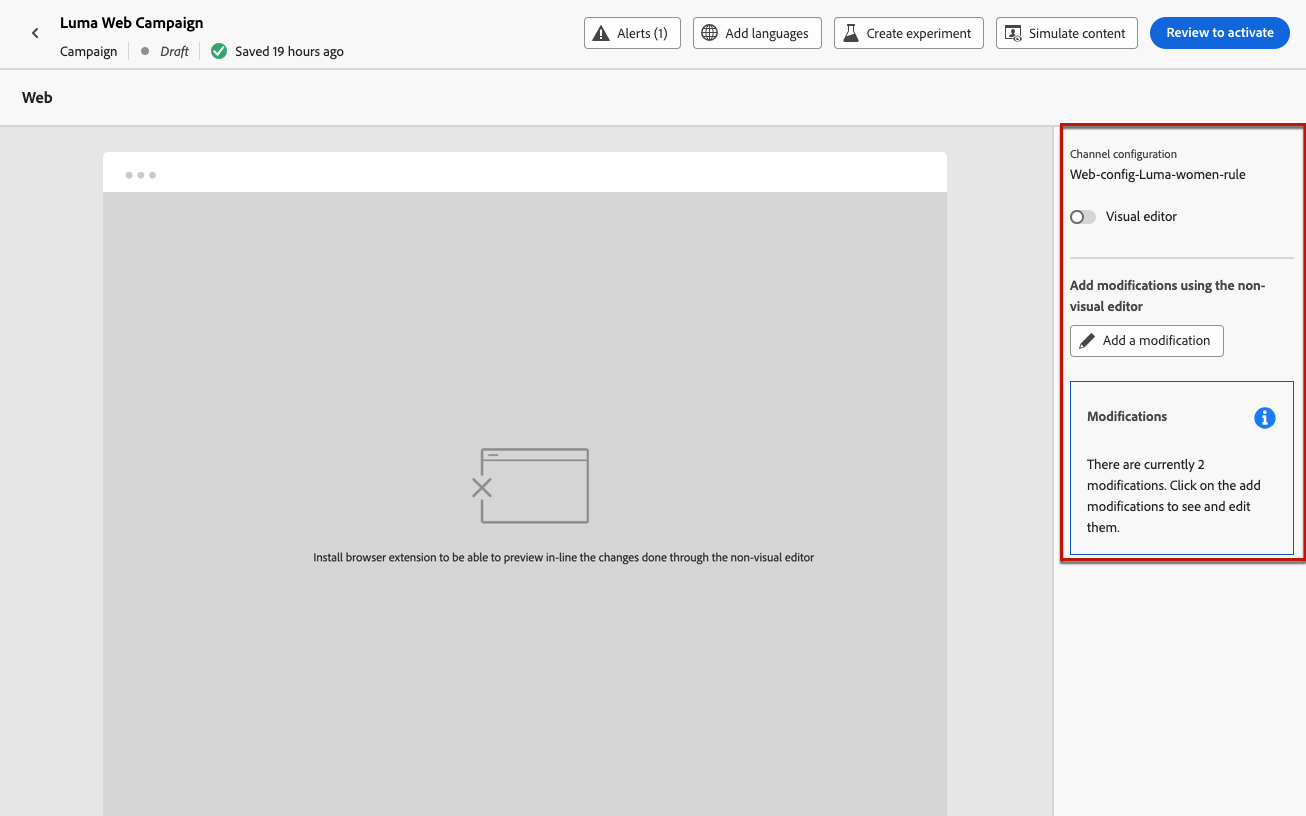 Luma Web Campaign
Campaign
Draft
Saved 19 hours ago
Alerts (1)
Add languages
Create experiment
Simulate content
Review to activate
Web
Channel configuration
Web-config-Luma-women-rule
Visual editor
Add modifications using the non-
visual editor
Add a modification
Modifications
There are currently 2
modifications. Click on the add
modifications to see and edit
them.
Install browser extension to be able to preview in-line the changes done through the non-visual editor